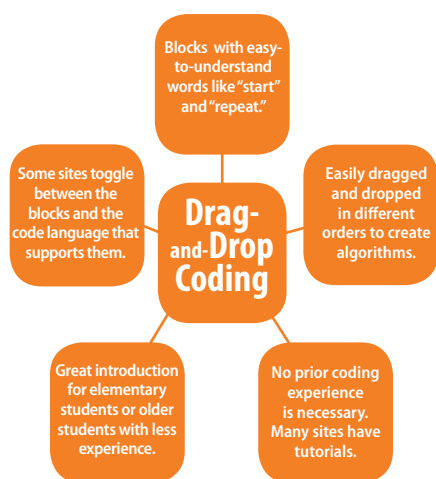 Blocks with easy-
to-understand
words like “start”
and “repeat.”
Some sites toggle
between the
blocks and the
code language that
supports them.
Drag-
and-Drop
Coding
Easily dragged
and dropped
in different
orders to create
algorithms.
Great introduction
for elementary
students or older
students with less
experience.
No prior coding
experience
is necessary.
Many sites have
tutorials.